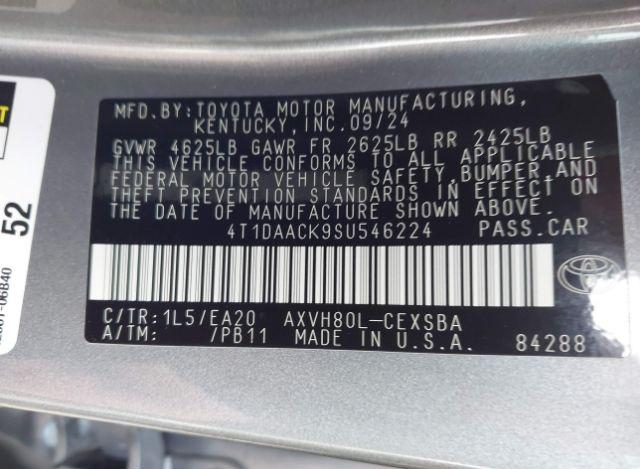 MFD.BY:TOYOTA MOTOR MANUFACTURING,
KENTUCKY,INC.09/24
GVWR 4625LB GAWR FR 2625LB RR 2425LB
THIS VEHICLE CONFORMS TO ALL APPLICABLE
FEDERAL MOTOR VEHICLE SAFETY,BUMPER,AND
THEFT PREVENTION STANDARDS IN EFFECT ON
THE DATE OF MANUFACTURE SHOWN ABOVE.
4T1DAACK9SU546224 PASS.CAR
C/TR:1L5/EA20 AXVH80L-CEXSBA
A/TM: /PB11 MADE IN U.S.A. 84288
52